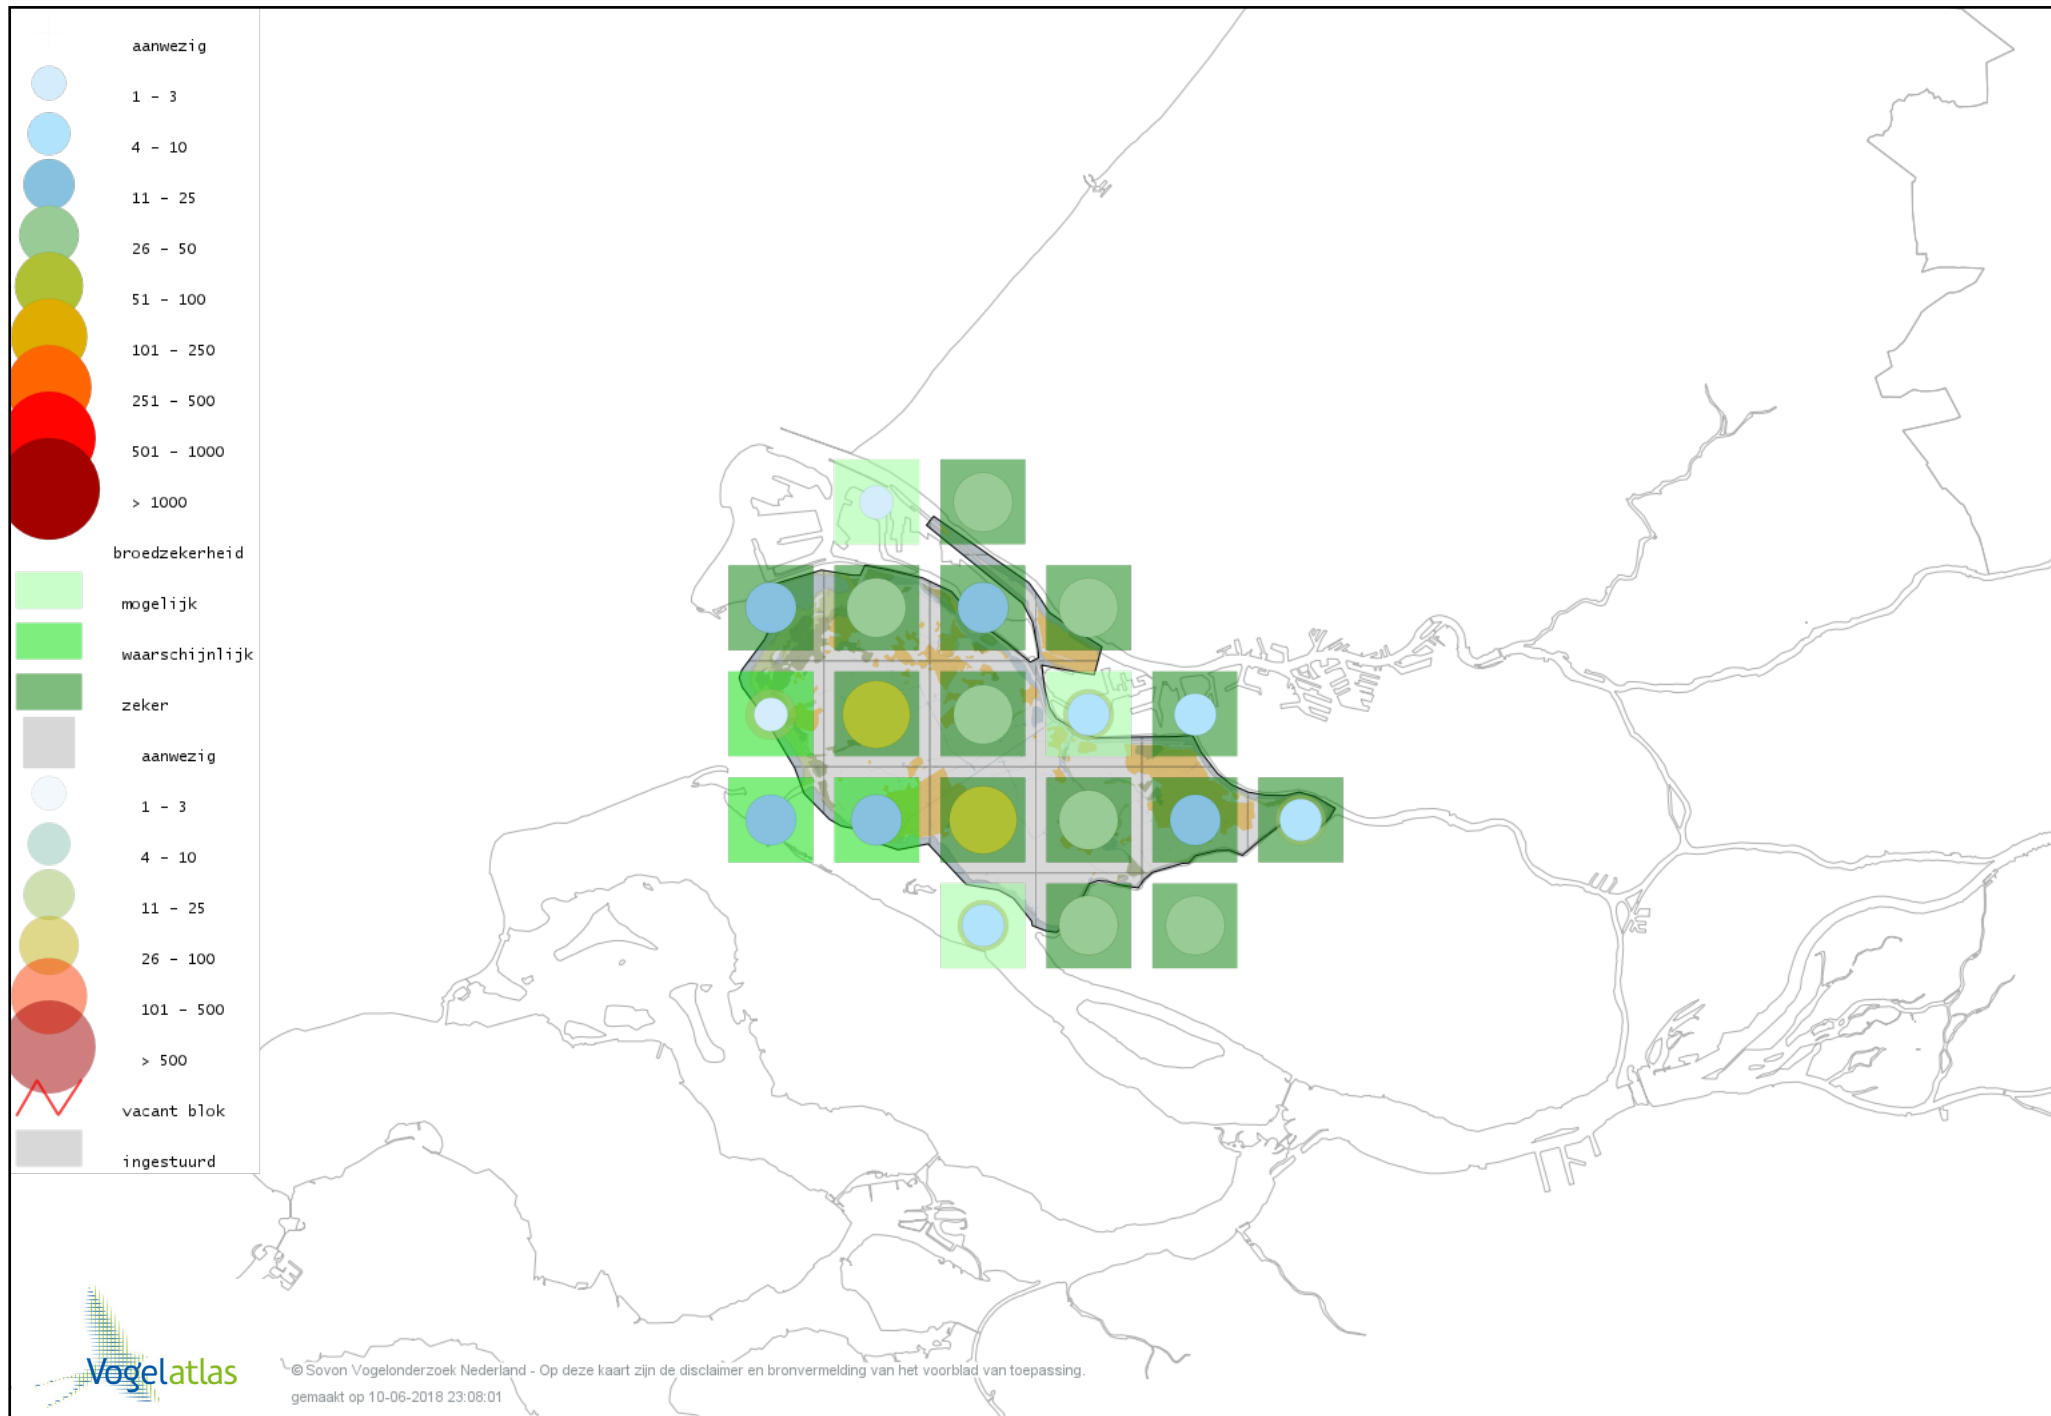 aanwezig
1 - 3
4 - 10
11 - 25
26 - 50
51 - 100
101 - 250
251 - 500
501 - 1000
> 1000
broedzekerheid
mogelijk
waarschijnlijk
zeker
aanwezig
1 - 3
4 - 10
11 - 25
26 - 100
101 - 500
> 500
vacant blok
ingestuurd
Vogelatlas
© Sovon Vogelonderzoek Nederland - Op deze kaart zijn de disclaimer en bronvermelding van het voorblad van toepassing.
gemaakt op 10-06-2018 23:08:01